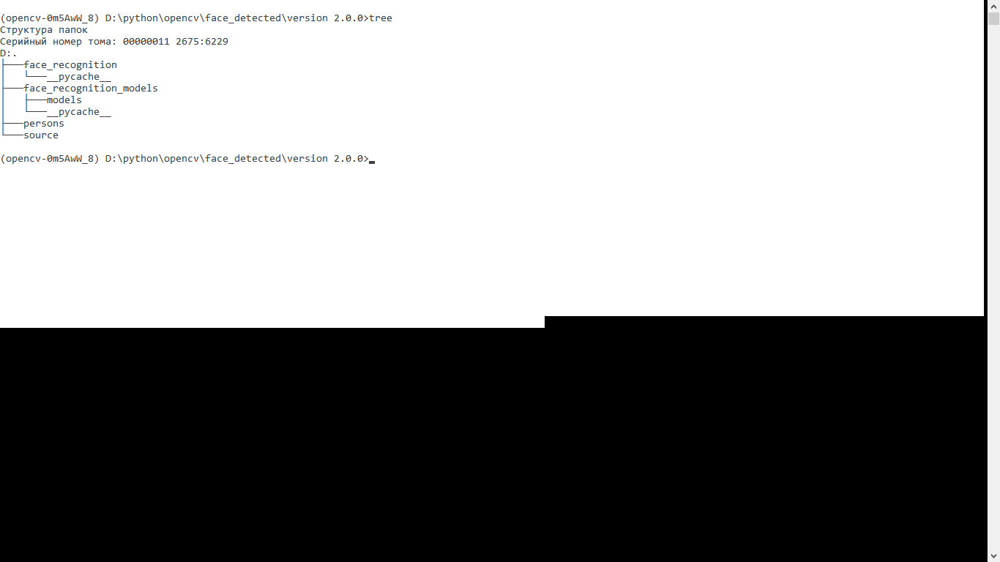 (opencv-0m5AwW_8) D:\python\opencv\face_detected\version 2.0.0>tree
Структура папок
Серийный номер тома: 00000011 2675:6229
D:.
├───face_recognition
│   └───__pycache__
├───face_recognition_models
│   ├───models
│   └───__pycache__
├───persons
└───source
(opencv-0m5AwW_8) D:\python\opencv\face_detected\version 2.0.0>